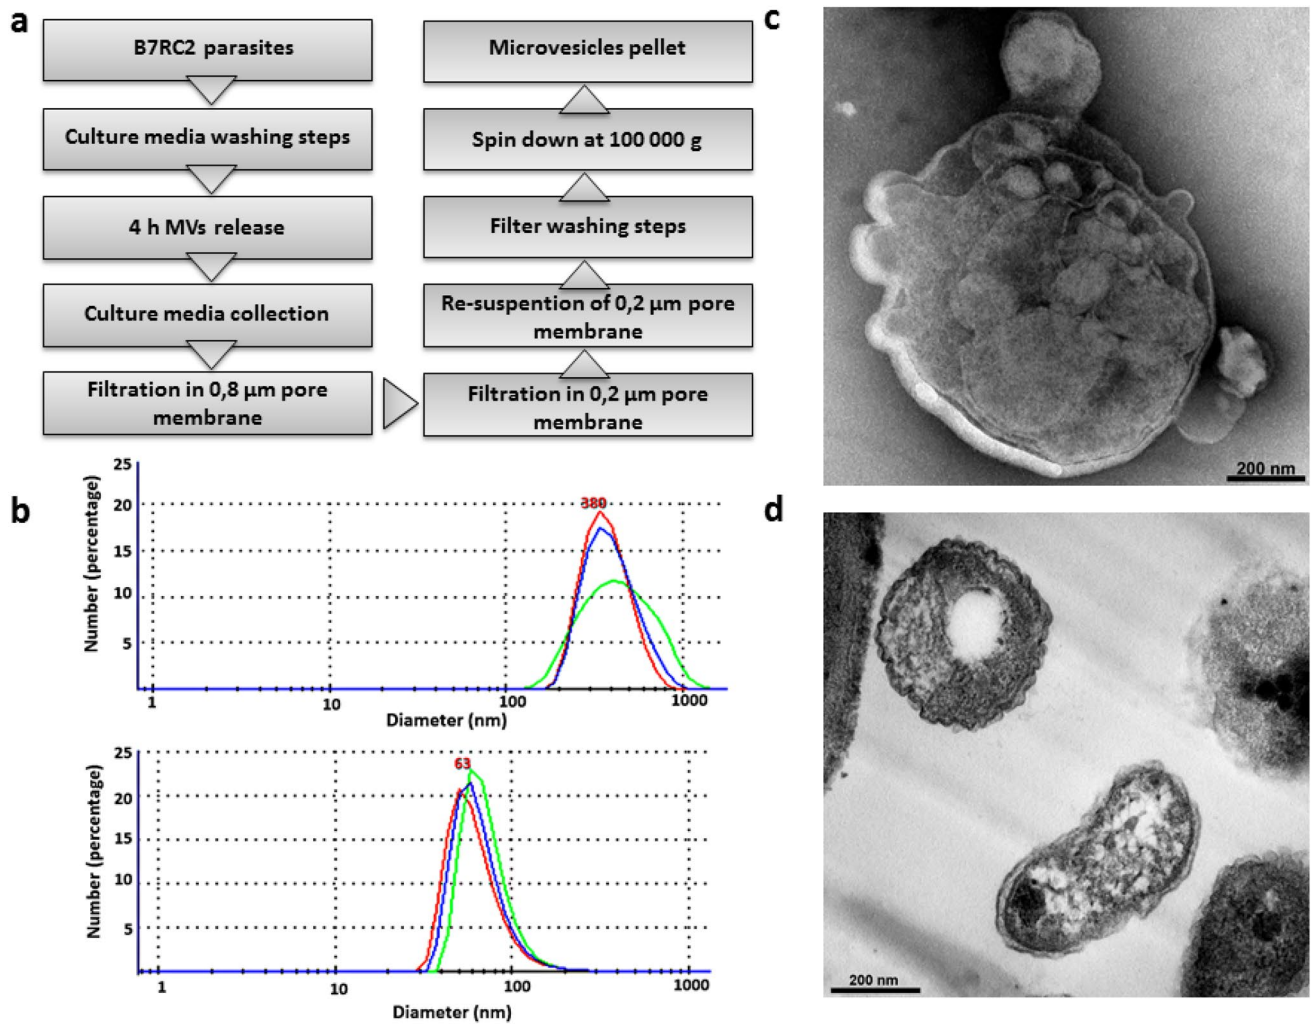 a
B7RC2 parasites
Culture media washing steps
4 h MVs release
Culture media collection
Filtration in 0,8 µm pore
membrane
Microvesicles pellet
Spin down at 100 000 g
Filter washing steps
Re-suspention of 0,2 µm pore
membrane
Filtration in 0,2 µm pore
membrane
b
Number (percentage)
25
20
15
10
5
380
1 10 100 1000
Diameter (nm)
Number (percentage)
25
20
15
10
5
63
1 10 100 1000
Diameter (nm)
c
200 nm
d
200 nm